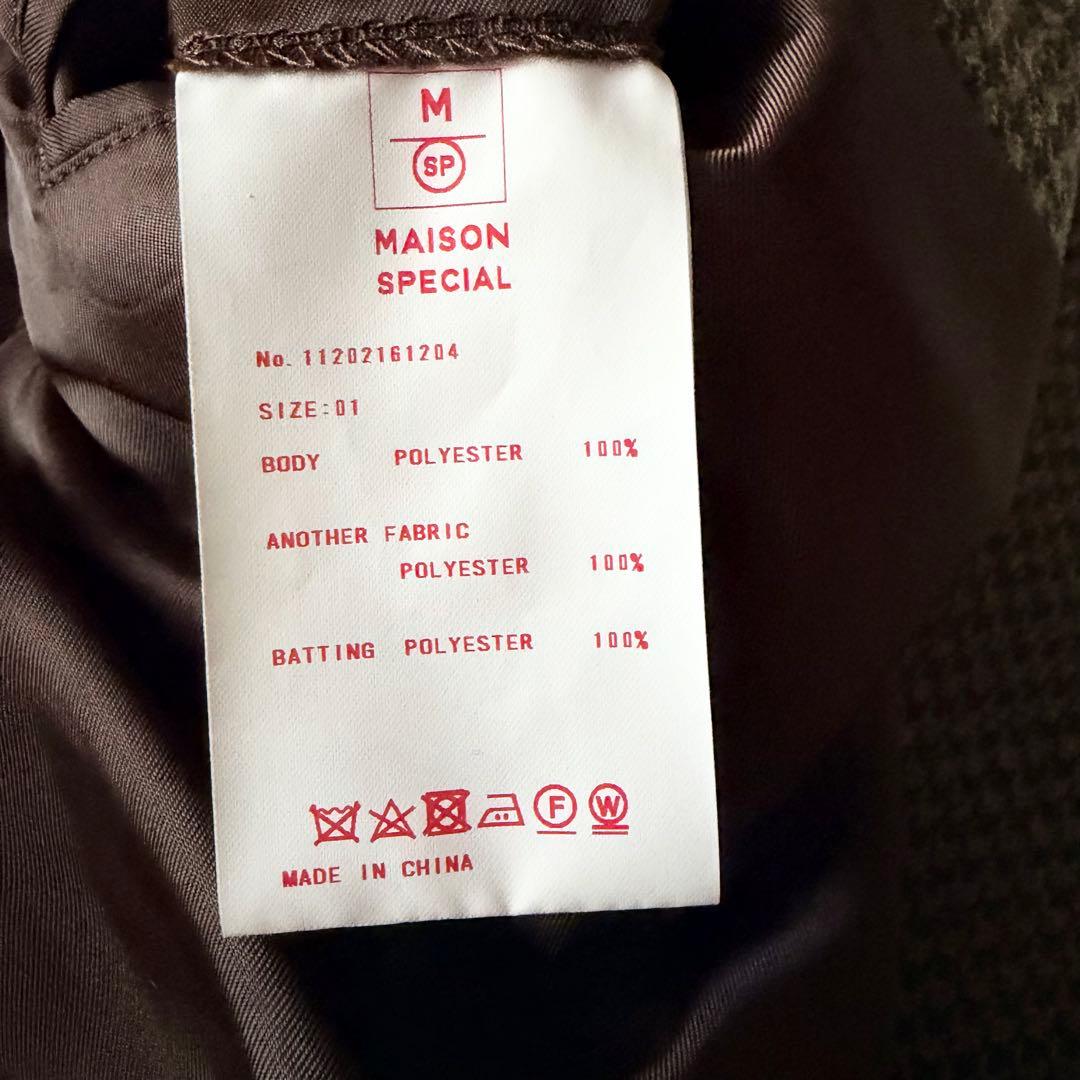 M
SP
MAISON
SPECIAL
No. 11202161204
SIZE:01
BODY POLYESTER 100%
ANOTHER FABRIC
POLYESTER 100%
BATTING POLYESTER 100%
F W
MADE IN CHINA